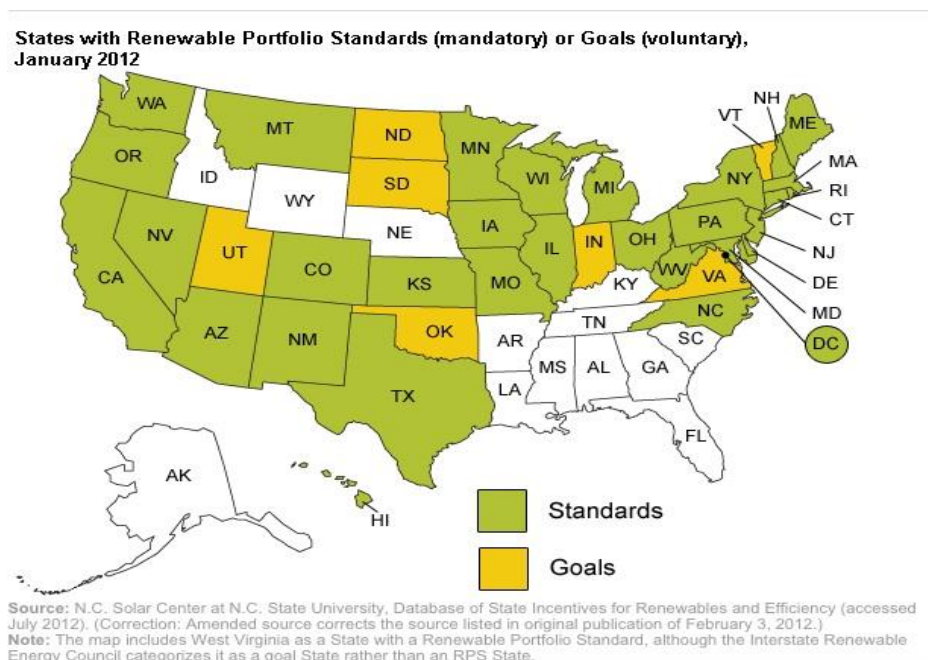 States with Renewable Portfolio Standards (mandatory) or Goals (voluntary),
January 2012
NH
VT
WA
MT
ND
MN
ME
OR
ID
SD
WI
MI
NY
MA
WY
RI
IA
PA
CT
NE
NV
UT
IL
IN
OH
NJ
CO
WV
VA
DE
CA
KS
MO
KY
MD
NC
TN
DC
AZ
NM
OK
AR
SC
MS
AL
GA
TX
LA
FL
AK
HI
Standards
Goals
Source: N.C. Solar Center at N.C. State University, Database of State Incentives for Renewables and Efficiency (accessed
July 2012). (Correction: Amended source corrects the source listed in original publication of February 3, 2012.)
Note: The map includes West Virginia as a State with a Renewable Portfolio Standard, although the Interstate Renewable
Energy Council categorizes it as a goal State rather than an RPS State.